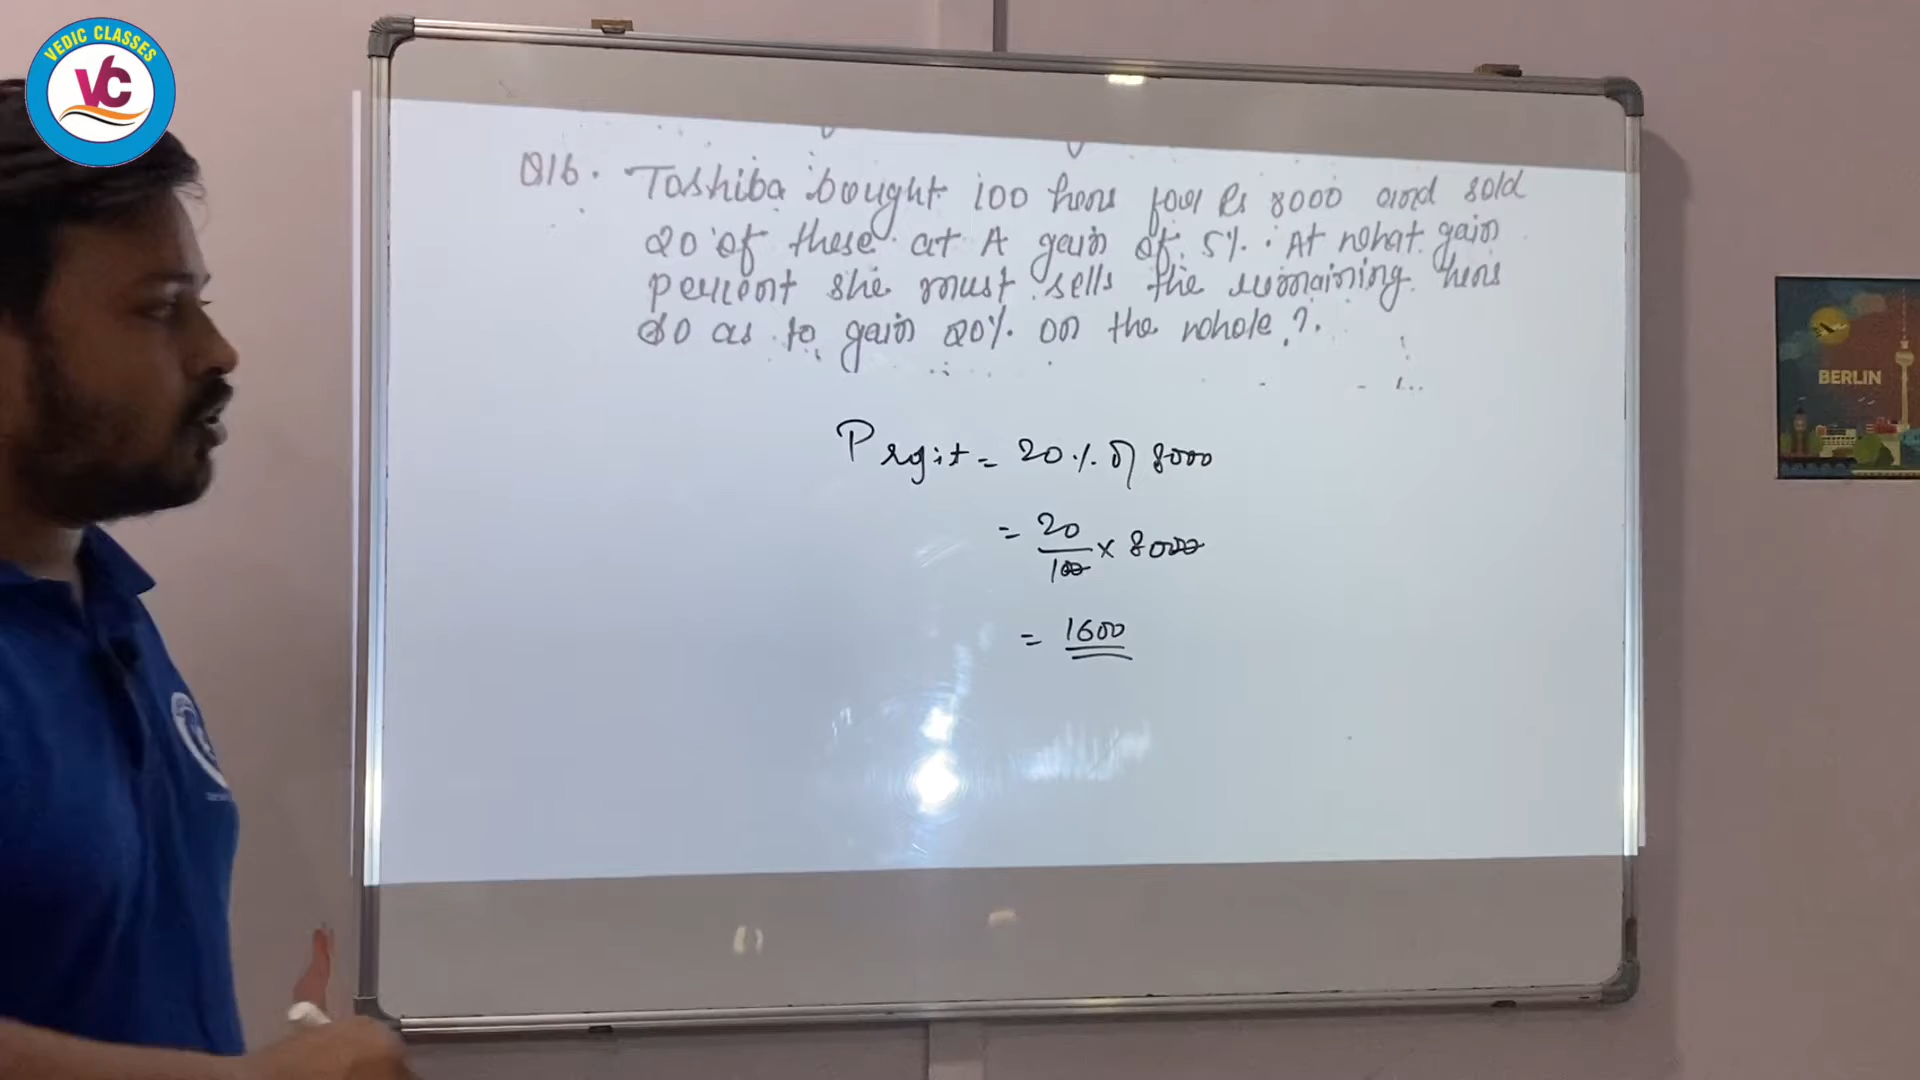 VEDIC CLASSES
VC
Q16. Toshiba bought 100 hens for Rs 8000 and sold
20 of these at A gain of 5%. At what gain
percent she must sells the remaining hens
so as to gain 20% on the whole?.
Profit = 20% of 8000
= 20/100 × 8000
= 1600
BERLIN